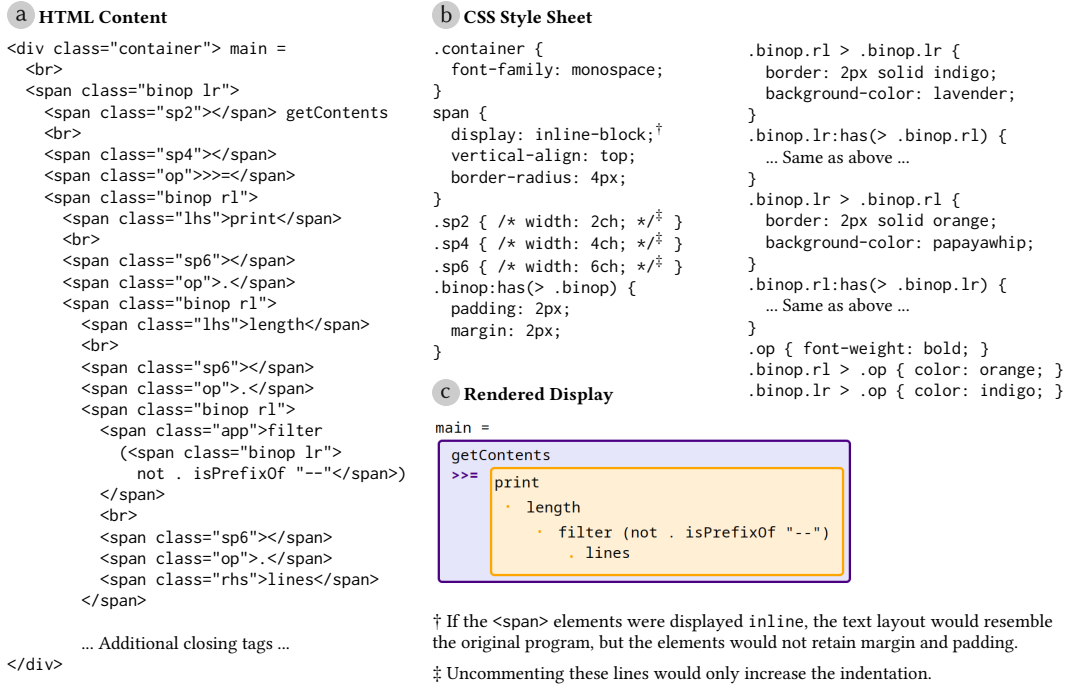 a HTML Content
<div class="container"> main =
<br>
<span class="binop lr">
<span class="sp2"></span> getContents
<br>
<span class="sp4"></span>
<span class="op">>>=</span>
<span class="binop rl">
<span class="lhs">print</span>
<br>
<span class="sp6"></span>
<span class="op">.</span>
<span class="binop rl">
<span class="lhs">length</span>
<br>
<span class="sp6"></span>
<span class="op">.</span>
<span class="binop rl">
<span class="app">filter
(<span class="binop lr">
not . isPrefixOf "--"</span>)
</span>
<br>
<span class="sp6"></span>
<span class="op">.</span>
<span class="rhs">lines</span>
</span>
... Additional closing tags ...
</div>
b CSS Style Sheet
.container {
font-family: monospace;
}
span {
display: inline-block;†
vertical-align: top;
border-radius: 4px;
}
.sp2 { /* width: 2ch; */‡ }
.sp4 { /* width: 4ch; */‡ }
.sp6 { /* width: 6ch; */‡ }
.binop:has(> .binop) {
padding: 2px;
margin: 2px;
}
.binop.rl > .binop.lr {
border: 2px solid indigo;
background-color: lavender;
}
.binop.lr:has(> .binop.rl) {
... Same as above ...
}
.binop.lr > .binop.rl {
border: 2px solid orange;
background-color: papayawhip;
}
.binop.rl:has(> .binop.lr) {
... Same as above ...
}
.op { font-weight: bold; }
.binop.rl > .op { color: orange; }
.binop.lr > .op { color: indigo; }
c Rendered Display
main =
getContents
>>= print
. length
. filter (not . isPrefixOf "--")
. lines
† If the <span> elements were displayed inline, the text layout would resemble
the original program, but the elements would not retain margin and padding.
‡ Uncommenting these lines would only increase the indentation.